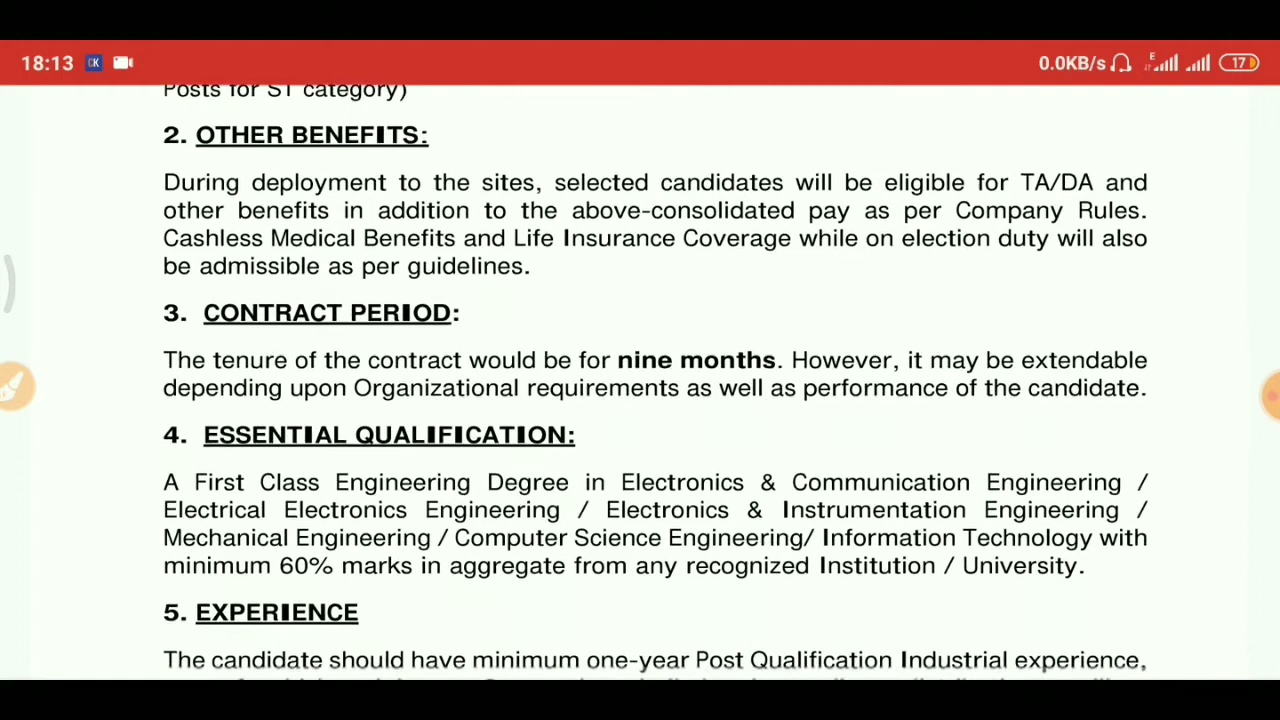 18:13 CK 0.0KB/s E 17
Posts for ST category)
2. OTHER BENEFITS:
During deployment to the sites, selected candidates will be eligible for TA/DA and
other benefits in addition to the above-consolidated pay as per Company Rules.
Cashless Medical Benefits and Life Insurance Coverage while on election duty will also
be admissible as per guidelines.
3. CONTRACT PERIOD:
The tenure of the contract would be for nine months. However, it may be extendable
depending upon Organizational requirements as well as performance of the candidate.
4. ESSENTIAL QUALIFICATION:
A First Class Engineering Degree in Electronics & Communication Engineering /
Electrical Electronics Engineering / Electronics & Instrumentation Engineering /
Mechanical Engineering / Computer Science Engineering/ Information Technology with
minimum 60% marks in aggregate from any recognized Institution / University.
5. EXPERIENCE
The candidate should have minimum one-year Post Qualification Industrial experience,